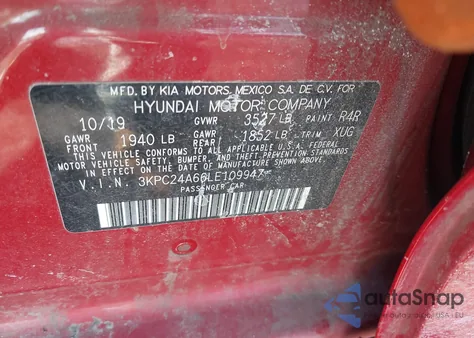 MFD. BY KIA MOTORS MEXICO S.A. DE C.V. FOR
HYUNDAI MOTOR COMPANY
10/19 GVWR 3527 LB PAINT R4R
GAWR FRONT 1940 LB GAWR REAR 1852 LB TRIM XUG
THIS VEHICLE CONFORMS TO ALL APPLICABLE U.S.A. FEDERAL
MOTOR VEHICLE SAFETY, BUMPER, AND THEFT PREVENTION
STANDARDS IN EFFECT ON THE DATE OF MANUFACTURE SHOWN ABOVE.
V.I.N. 3KPC24A66LE109947
PASSENGER CAR
autoSnap